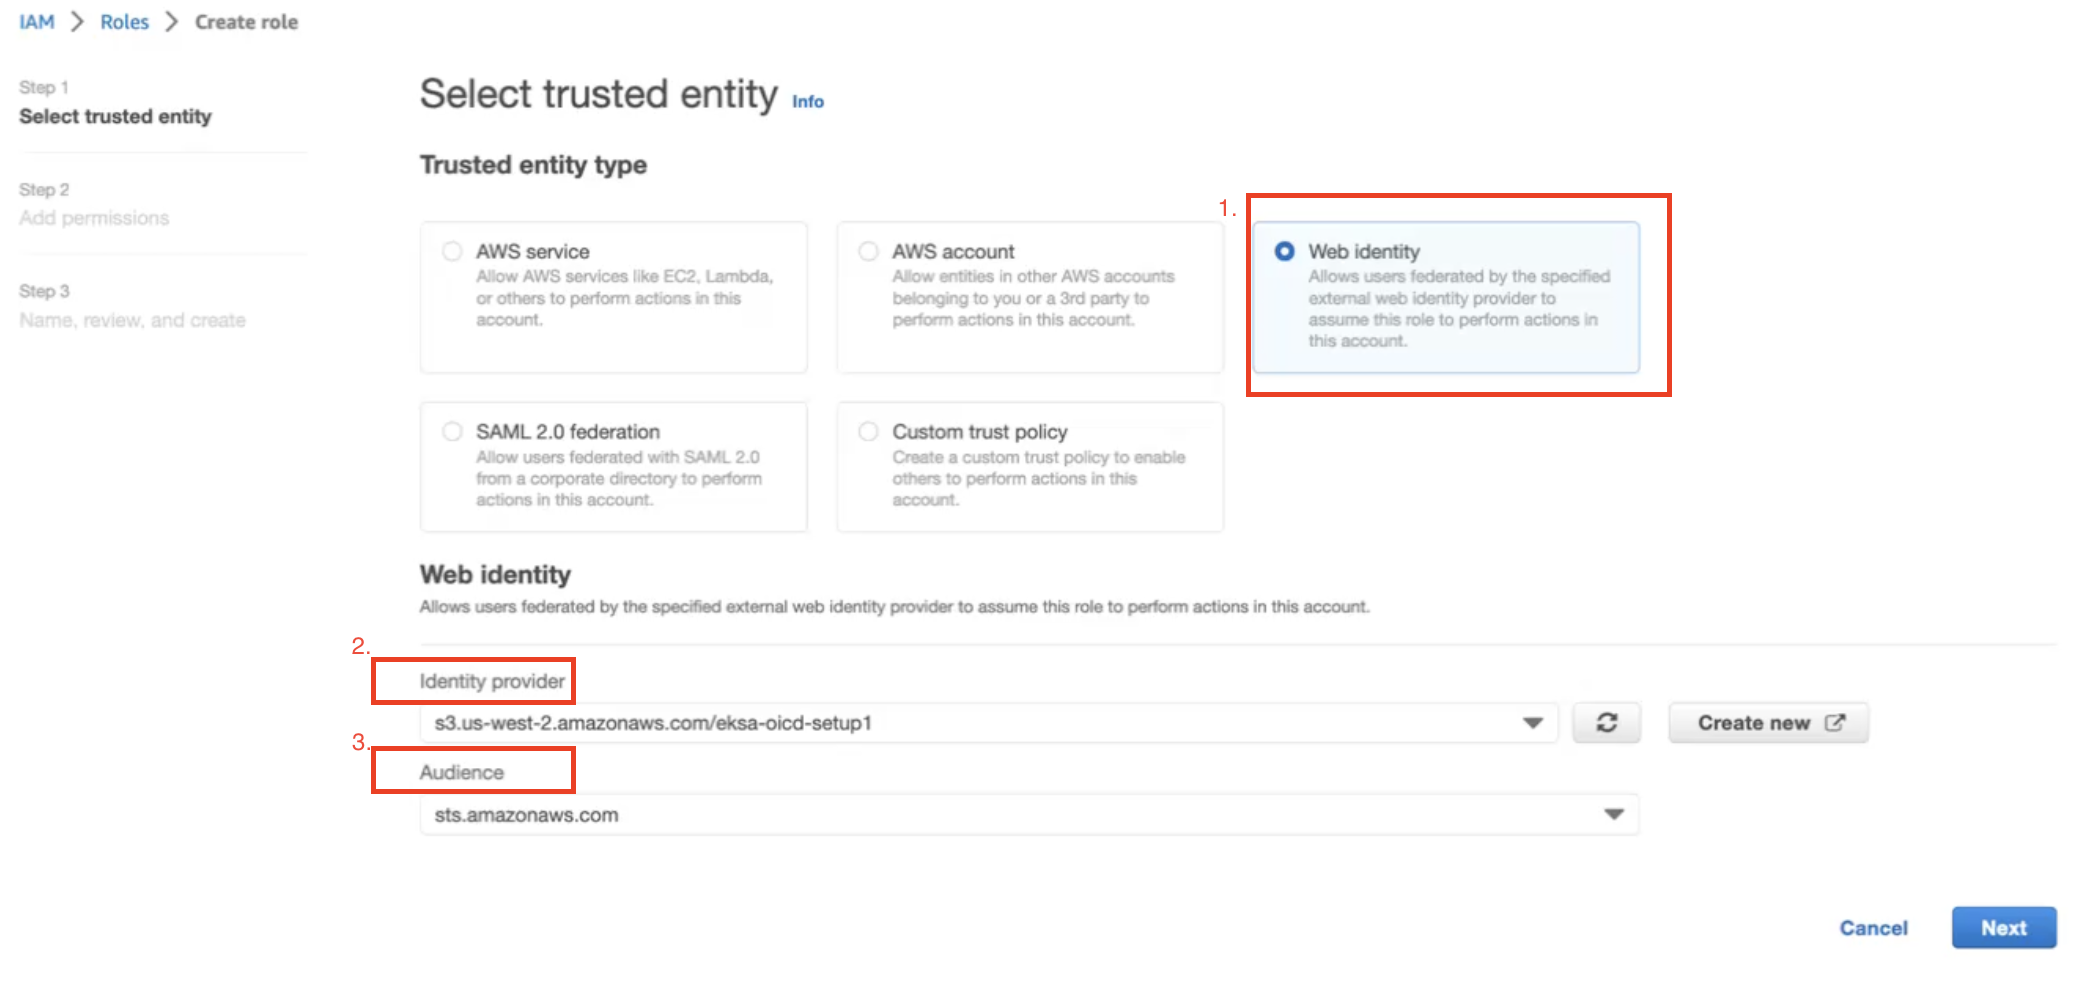 IAM > Roles > Create role
Step 1
Select trusted entity
Step 2
Add permissions
Step 3
Name, review, and create
Select trusted entity Info
Trusted entity type
1.
AWS service
Allow AWS services like EC2, Lambda,
or others to perform actions in this
account.
AWS account
Allow entities in other AWS accounts
belonging to you or a 3rd party to
perform actions in this account.
Web identity
Allows users federated by the specified
external web identity provider to
assume this role to perform actions in
this account.
SAML 2.0 federation
Allow users federated with SAML 2.0
from a corporate directory to perform
actions in this account.
Custom trust policy
Create a custom trust policy to enable
others to perform actions in this
account.
Web identity
Allows users federated by the specified external web identity provider to assume this role to perform actions in this account.
2.
Identity provider
s3.us-west-2.amazonaws.com/eksa-oicd-setup1
Create new
3.
Audience
sts.amazonaws.com
Cancel
Next